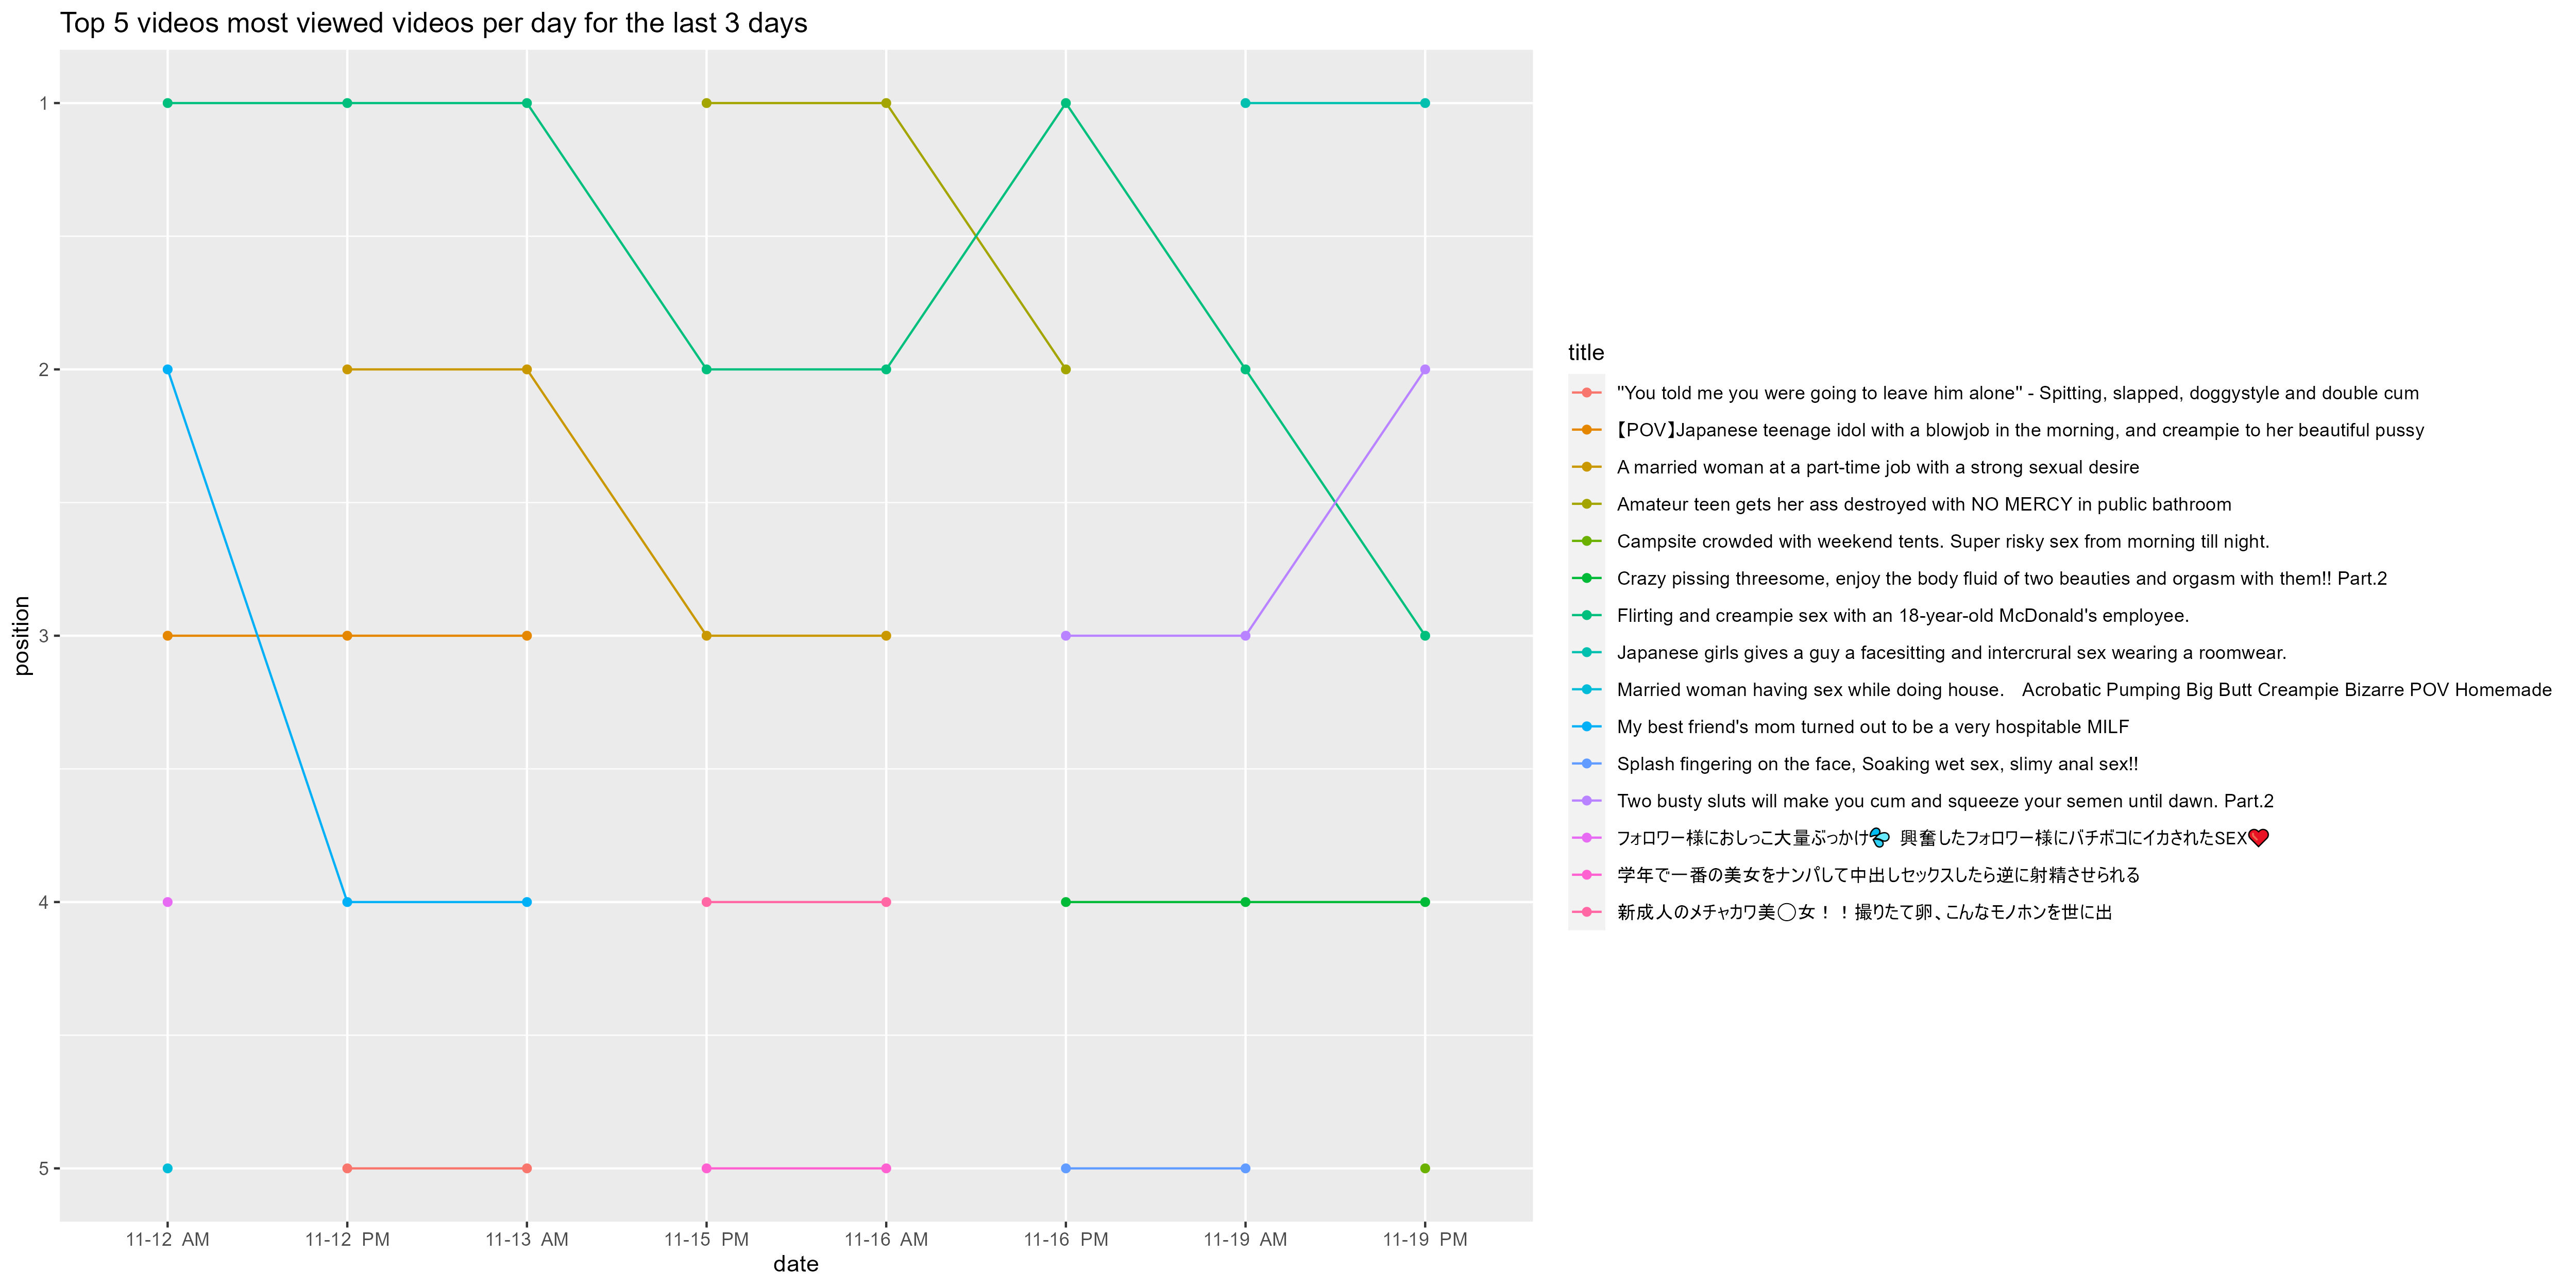 Top 5 videos most viewed videos per day for the last 3 days
position
1
2
3
4
5
11-12 AM
11-12 PM
11-13 AM
11-15 PM
11-16 AM
11-16 PM
11-19 AM
11-19 PM
date
title
"You told me you were going to leave him alone" - Spitting, slapped, doggystyle and double cum
【POV】Japanese teenage idol with a blowjob in the morning, and creampie to her beautiful pussy
A married woman at a part-time job with a strong sexual desire
Amateur teen gets her ass destroyed with NO MERCY in public bathroom
Campsite crowded with weekend tents. Super risky sex from morning till night.
Crazy pissing threesome, enjoy the body fluid of two beauties and orgasm with them!! Part.2
Flirting and creampie sex with an 18-year-old McDonald's employee.
Japanese girls gives a guy a facesitting and intercrural sex wearing a roomwear.
Married woman having sex while doing house.　Acrobatic Pumping Big Butt Creampie Bizarre POV Homemade
My best friend's mom turned out to be a very hospitable MILF
Splash fingering on the face, Soaking wet sex, slimy anal sex!!
Two busty sluts will make you cum and squeeze your semen until dawn. Part.2
フォロワー様におしっこ大量ぶっかけ💦 興奮したフォロワー様にバチボコにイカされたSEX❤️
学年で一番の美女をナンパして中出しセックスしたら逆に射精させられる
新成人のメチャカワ美◯女！！撮りたて卵、こんなモノホンを世に出